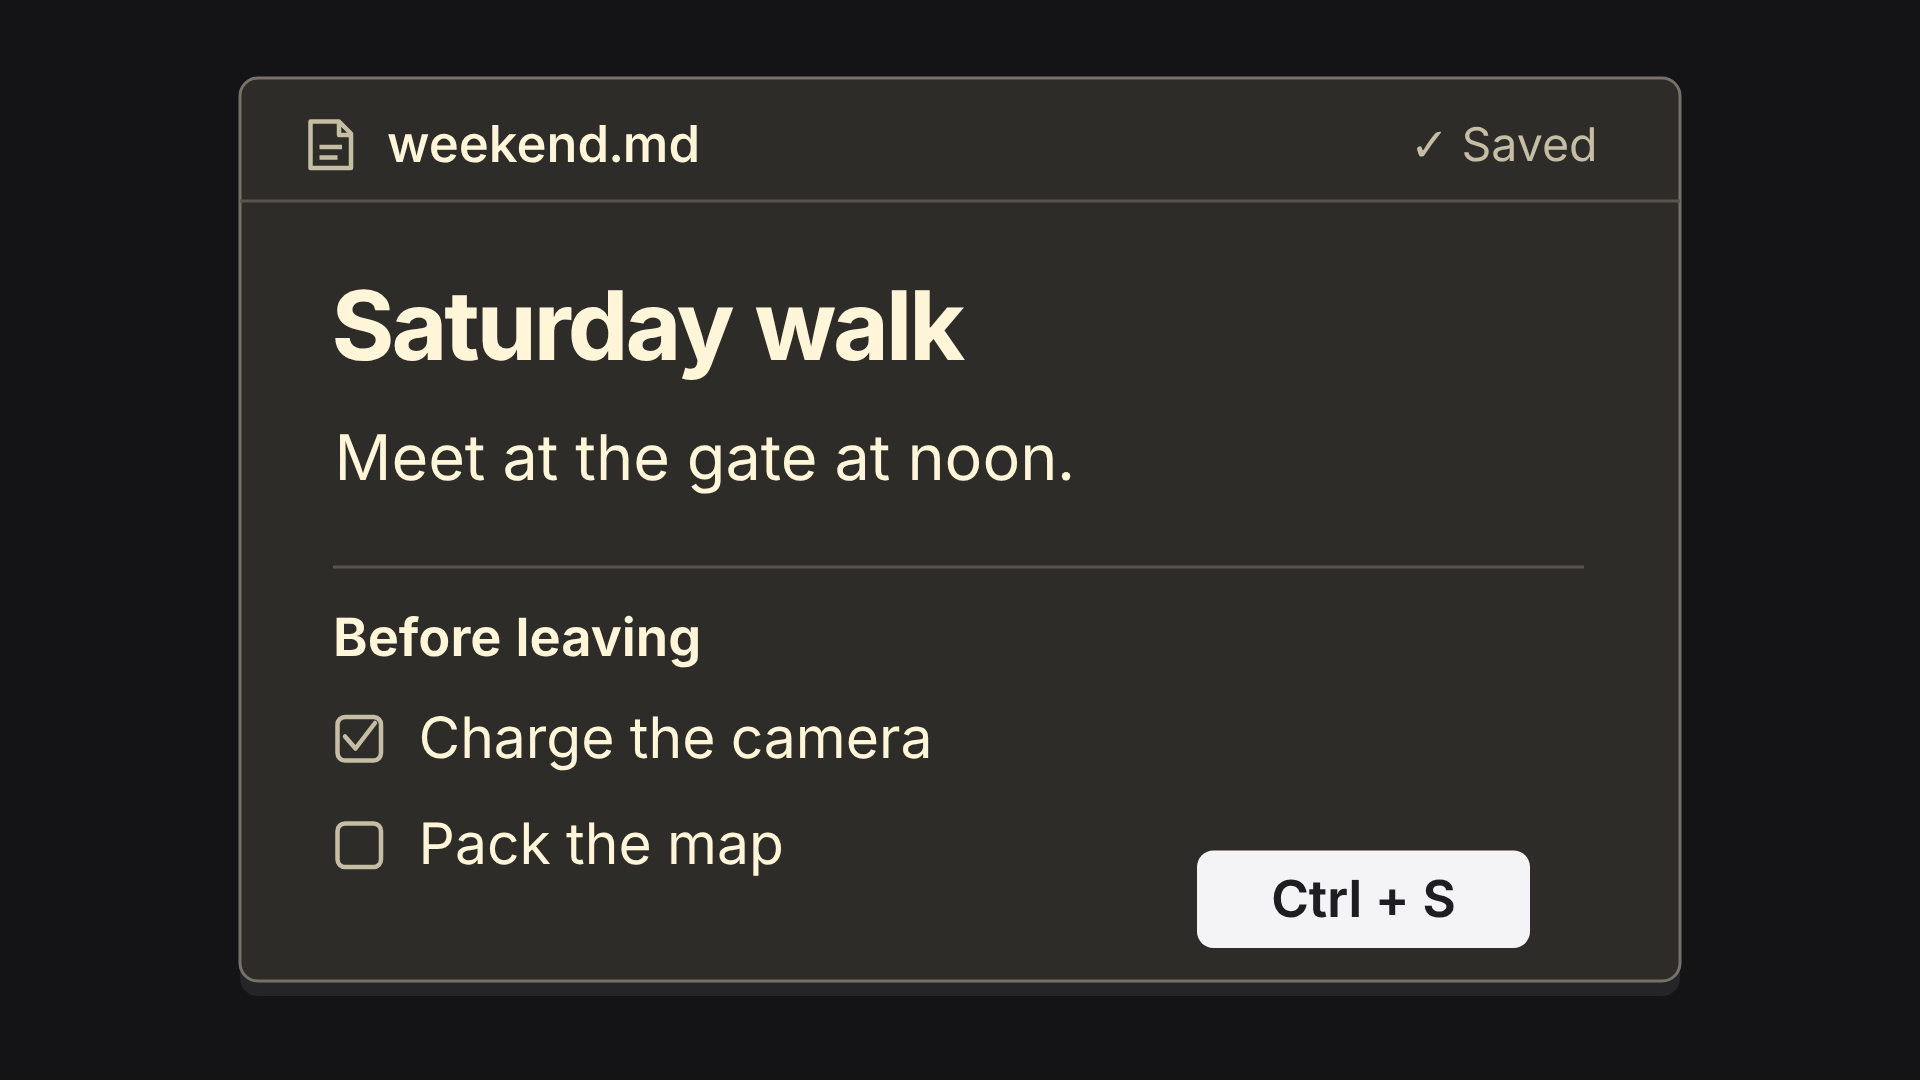 weekend.md
✓ Saved
Saturday walk
Meet at the gate at noon.
Before leaving
Charge the camera
Pack the map
Ctrl + S